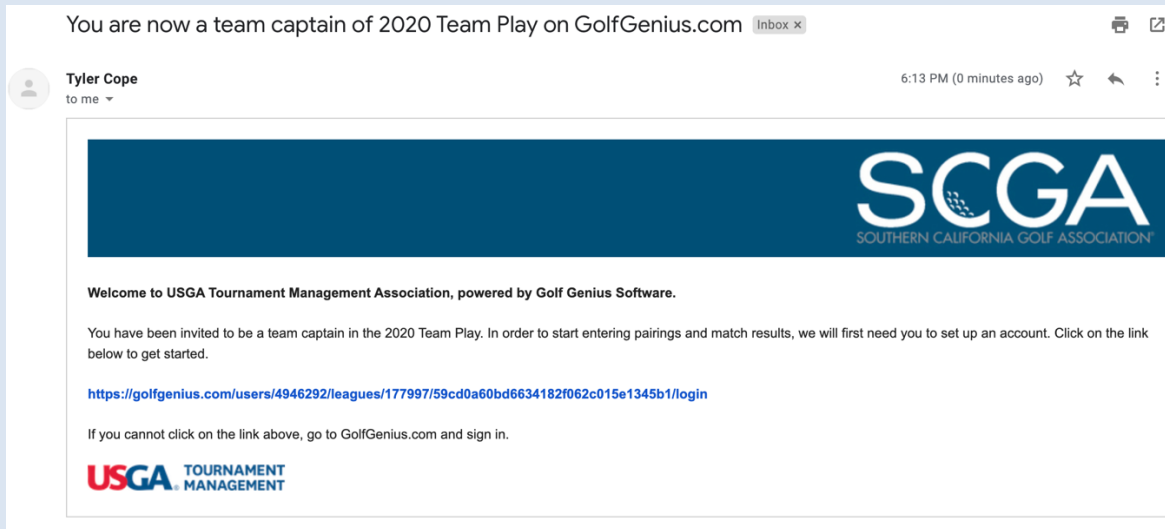 You are now a team captain of 2020 Team Play on GolfGenius.com Inbox ×
Tyler Cope
6:13 PM (0 minutes ago)
to me
SCGA
SOUTHERN CALIFORNIA GOLF ASSOCIATION
Welcome to USGA Tournament Management Association, powered by Golf Genius Software.
You have been invited to be a team captain in the 2020 Team Play. In order to start entering pairings and match results, we will first need you to set up an account. Click on the link
below to get started.
https://golfgenius.com/users/4946292/leagues/177997/59cd0a60bd6634182f062c015e1345b1/login
If you cannot click on the link above, go to GolfGenius.com and sign in.
USGA. TOURNAMENT
MANAGEMENT